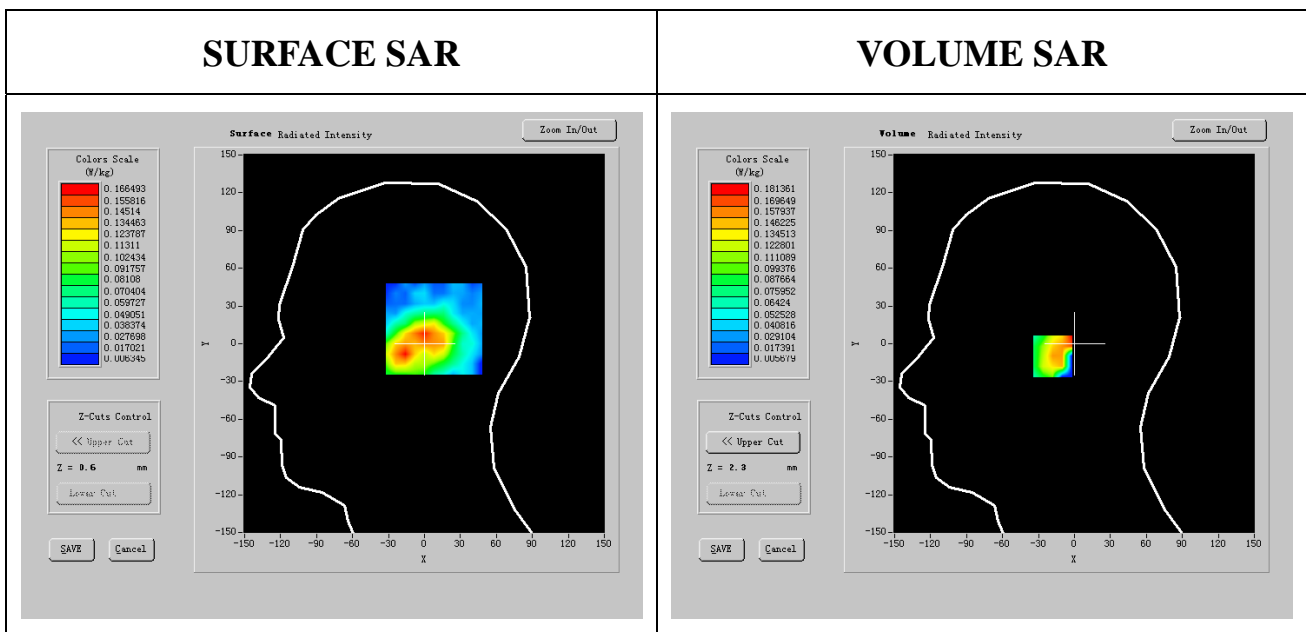 SURFACE SAR
VOLUME SAR
Surface Radiated Intensity
Zoom In/Out
Colors Scale
(W/kg)
0.166493
0.155816
0.14514
0.134463
0.123787
0.11311
0.102434
0.091757
0.08108
0.070404
0.059727
0.049051
0.038374
0.027698
0.017021
0.006345
150
120
90
60
30
0
-30
-60
-90
-120
-150
Y
-150 -120 -90 -60 -30 0 30 60 90 120 150
X
Z-Cuts Control
<< Upper Cut
Z = 0.6 mm
Lower Cut
SAVE
Cancel
Volume Radiated Intensity
Zoom In/Out
Colors Scale
(W/kg)
0.181361
0.169649
0.157937
0.146225
0.134513
0.122801
0.111089
0.099376
0.087664
0.075952
0.06424
0.052528
0.040816
0.029104
0.017391
0.005679
150
120
90
60
30
0
-30
-60
-90
-120
-150
Y
-150 -120 -90 -60 -30 0 30 60 90 120 150
X
Z-Cuts Control
<< Upper Cut
Z = 2.3 mm
Lower Cut
SAVE
Cancel